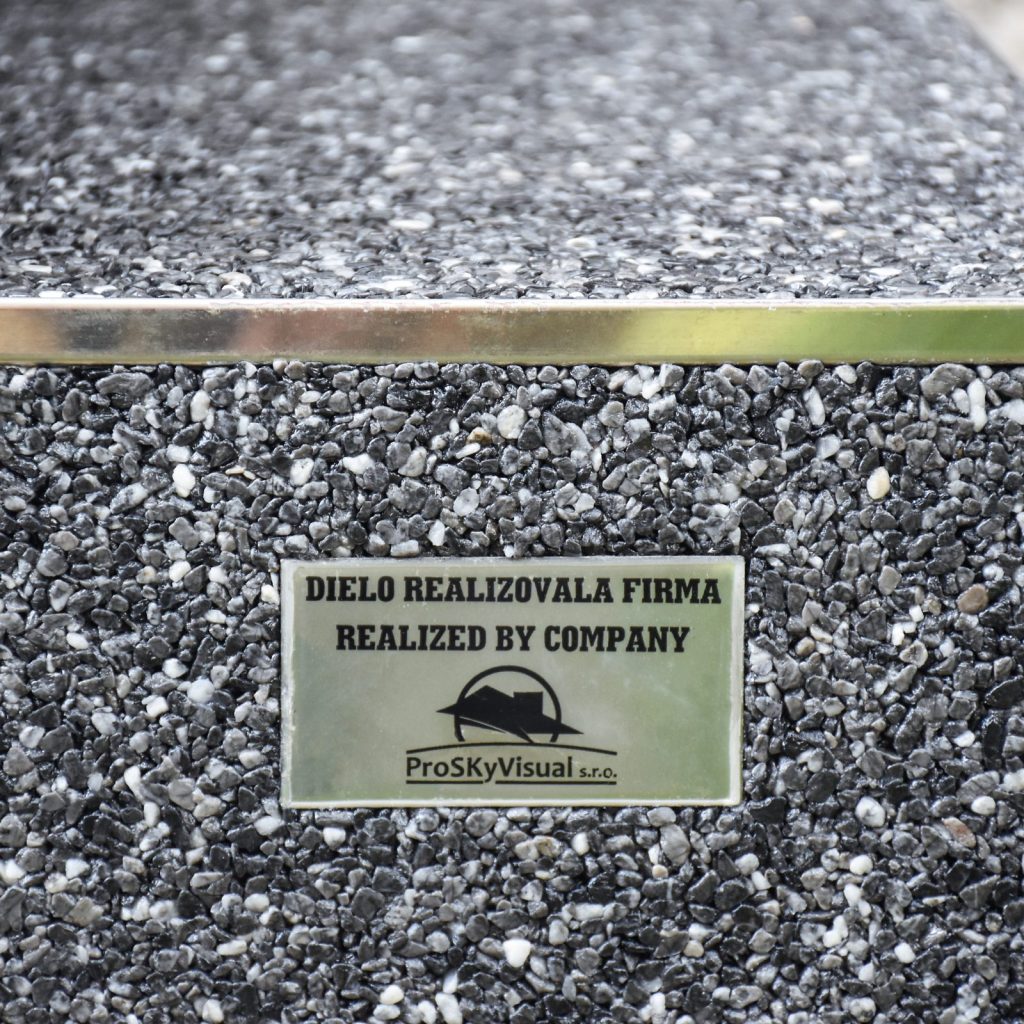 DIELO REALIZOVALA FIRMA
REALIZED BY COMPANY
ProSKyVisual s.r.o.